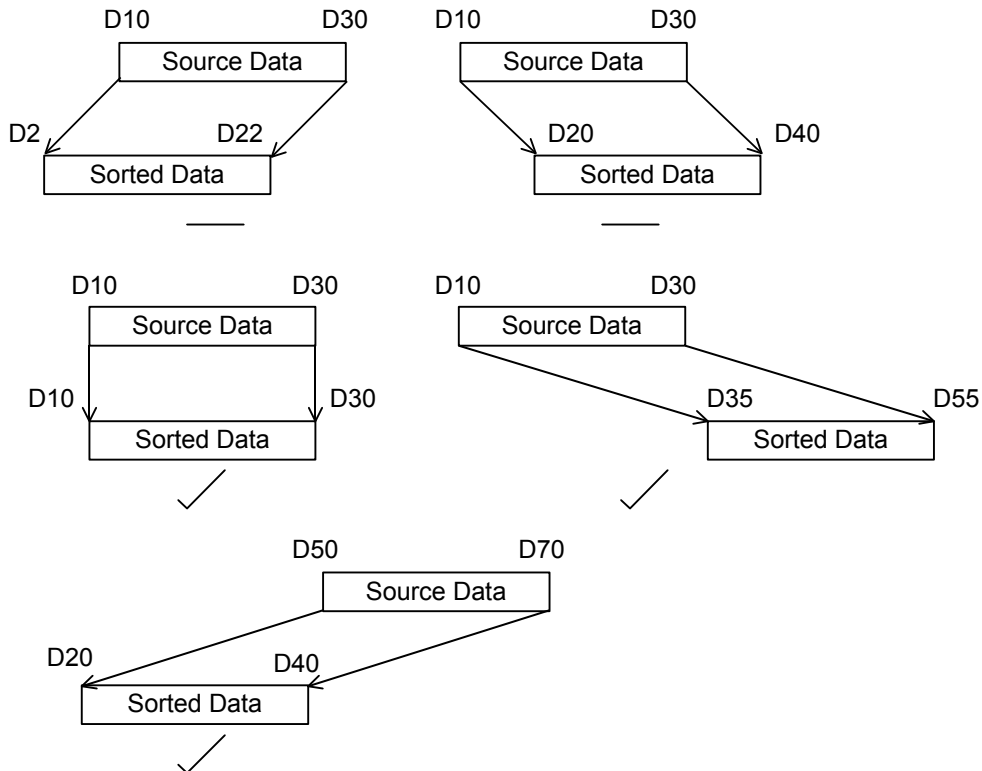 D10 D30 D10 D30
Source Data Source Data
D2 D22 D20 D40
Sorted Data Sorted Data
D10 D30 D10 D30
Source Data Source Data
D10 D30 D35 D55
Sorted Data Sorted Data
D50 D70
Source Data
D20 D40
Sorted Data